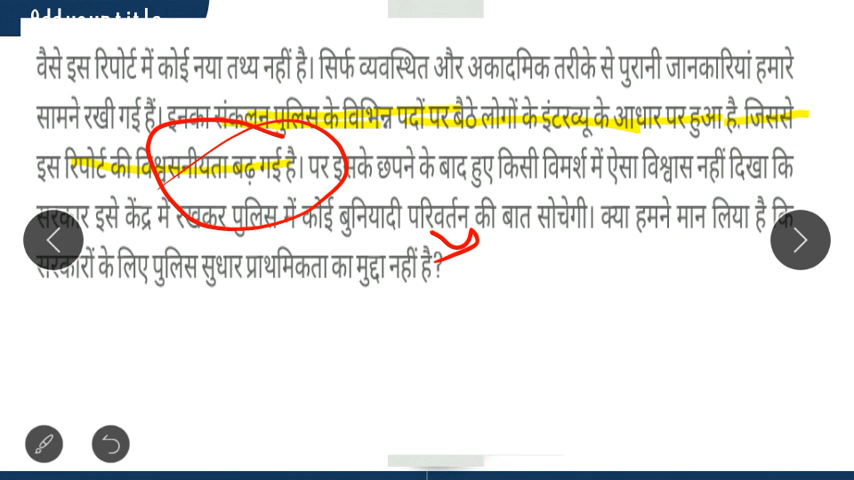 वैसे इस रिपोर्ट में कोई नया तथ्य नहीं है। सिर्फ व्यवस्थित और अकादमिक तरीके से पुरानी जानकारियां हमारे
सामने रखी गई हैं। इनका संकलन पुलिस के विभिन्न पदों पर बैठे लोगों के इंटरव्यू के आधार पर हुआ है, जिससे
इस रिपोर्ट की विश्वसनीयता बढ़ गई है। पर इसके छपने के बाद हुए किसी विमर्श में ऐसा विश्वास नहीं दिखा कि
सरकार इसे केंद्र में रखकर पुलिस में कोई बुनियादी परिवर्तन की बात सोचेगी। क्या हमने मान लिया है कि
सरकारों के लिए पुलिस सुधार प्राथमिकता का मुद्दा नहीं है?